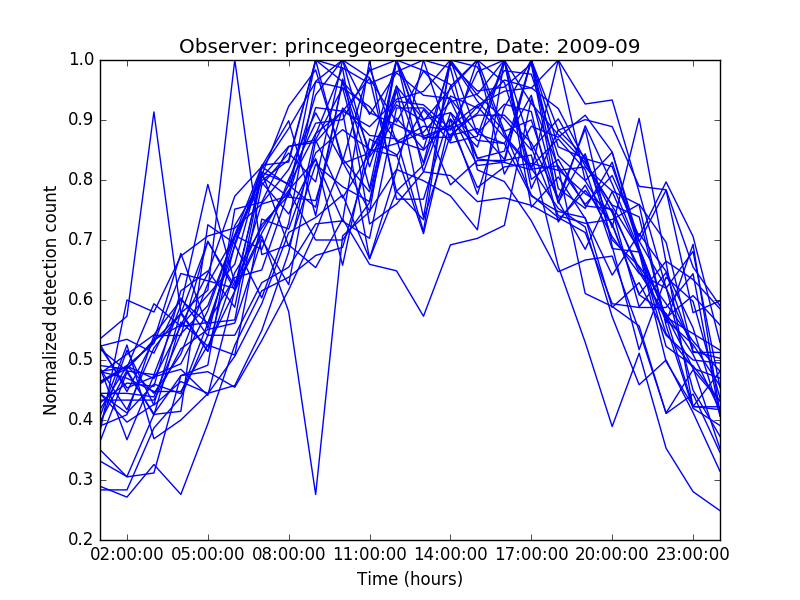 Observer: princegeorgecentre, Date: 2009-09
1.0
0.9
0.8
0.7
0.6
0.5
0.4
0.3
0.2
Normalized detection count
02:00:00 05:00:00 08:00:00 11:00:00 14:00:00 17:00:00 20:00:00 23:00:00
Time (hours)